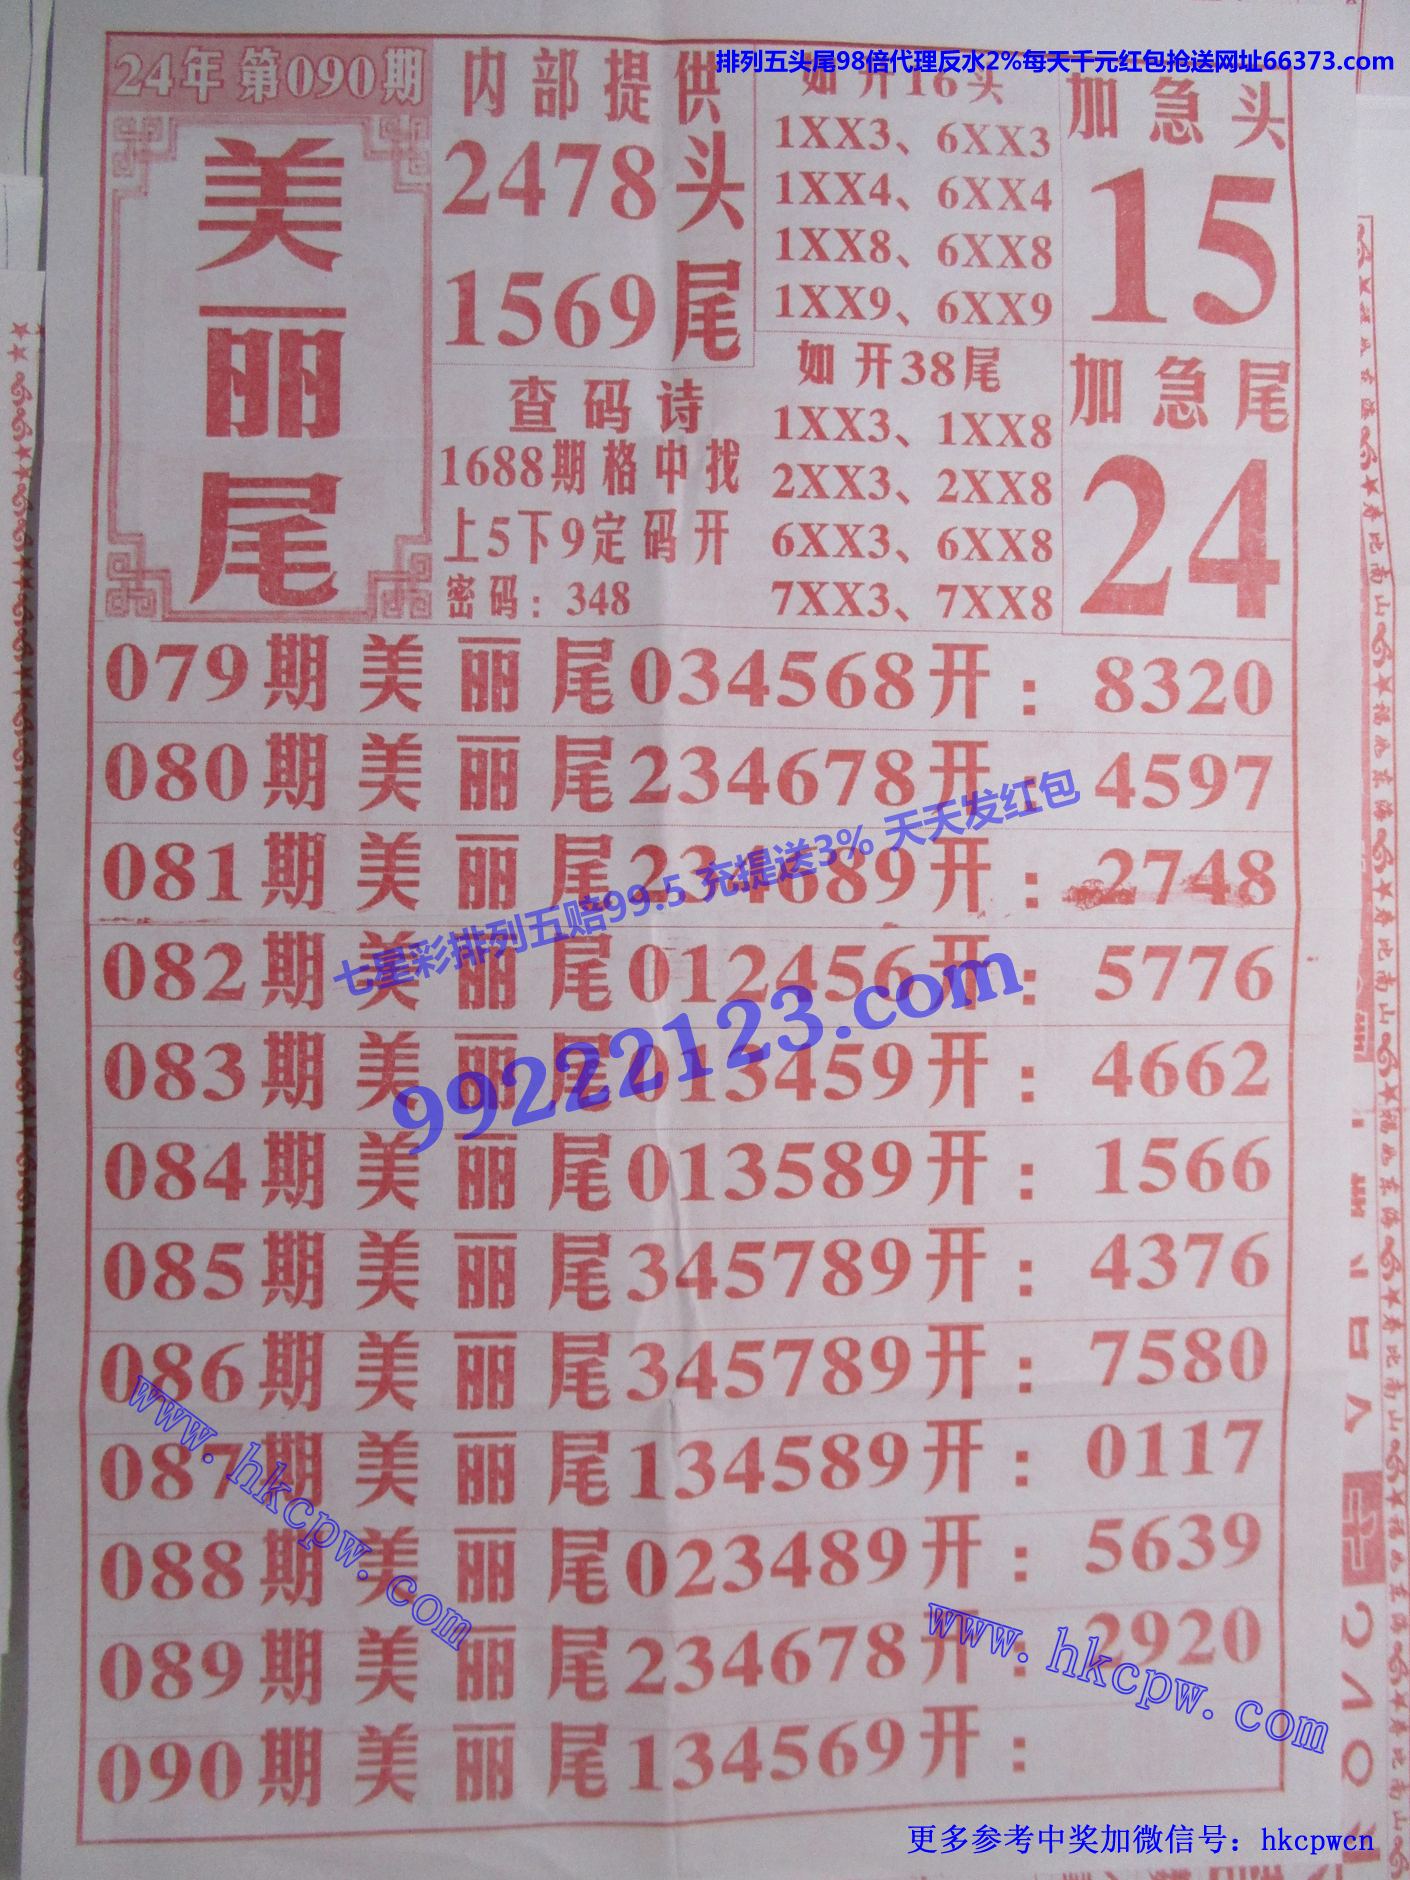 排列五头尾98倍代理反水2%每天千元红包抢送网址66373.com
24年 第090期
美丽尾
内部提供
2478头
1569尾
查码诗
1688期格中找
上5下9定码开
密码：348
如开16头
1XX3、6XX3
1XX4、6XX4
1XX8、6XX8
1XX9、6XX9
如开38尾
1XX3、1XX8
2XX3、2XX8
6XX3、6XX8
7XX3、7XX8
加急头
15
加急尾
24
079期美丽尾034568开：8320
080期美丽尾234678开：4597
081期美丽尾234689开：2748
082期美丽尾012456开：5776
083期美丽尾013459开：4662
084期美丽尾013589开：1566
085期美丽尾345789开：4376
086期美丽尾345789开：7580
087期美丽尾134589开：0117
088期美丽尾023489开：5639
089期美丽尾234678开：2920
090期美丽尾134569开：
七星彩排列五赔99.5 充提送3% 天天发红包
99222123.com
www.hkcpw.com
www.hkcpw.com
更多参考中奖加微信号：hkcpwcn